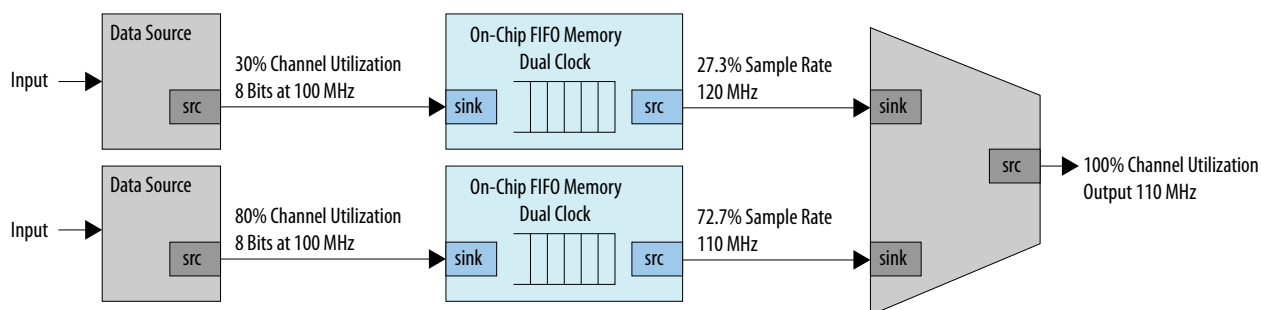 Data Source
Input
src
30% Channel Utilization
8 Bits at 100 MHz
On-Chip FIFO Memory
Dual Clock
sink
src
27.3% Sample Rate
120 MHz
sink
Data Source
Input
src
80% Channel Utilization
8 Bits at 100 MHz
On-Chip FIFO Memory
Dual Clock
sink
src
72.7% Sample Rate
110 MHz
sink
src
100% Channel Utilization
Output 110 MHz